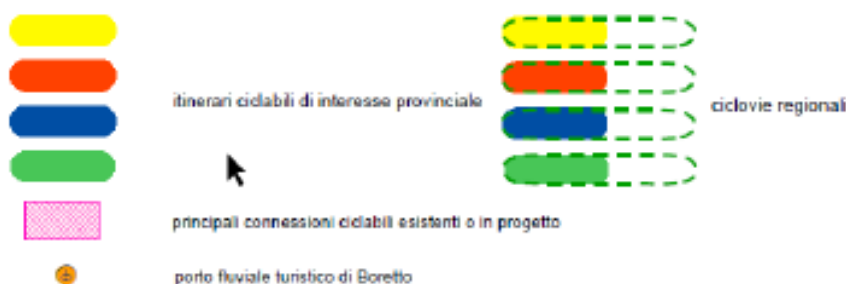 itinerari ciclabili di interesse provinciale
ciclovie regionali
principali connessioni ciclabili esistenti o in progetto
porto fluviale turistico di Boretto